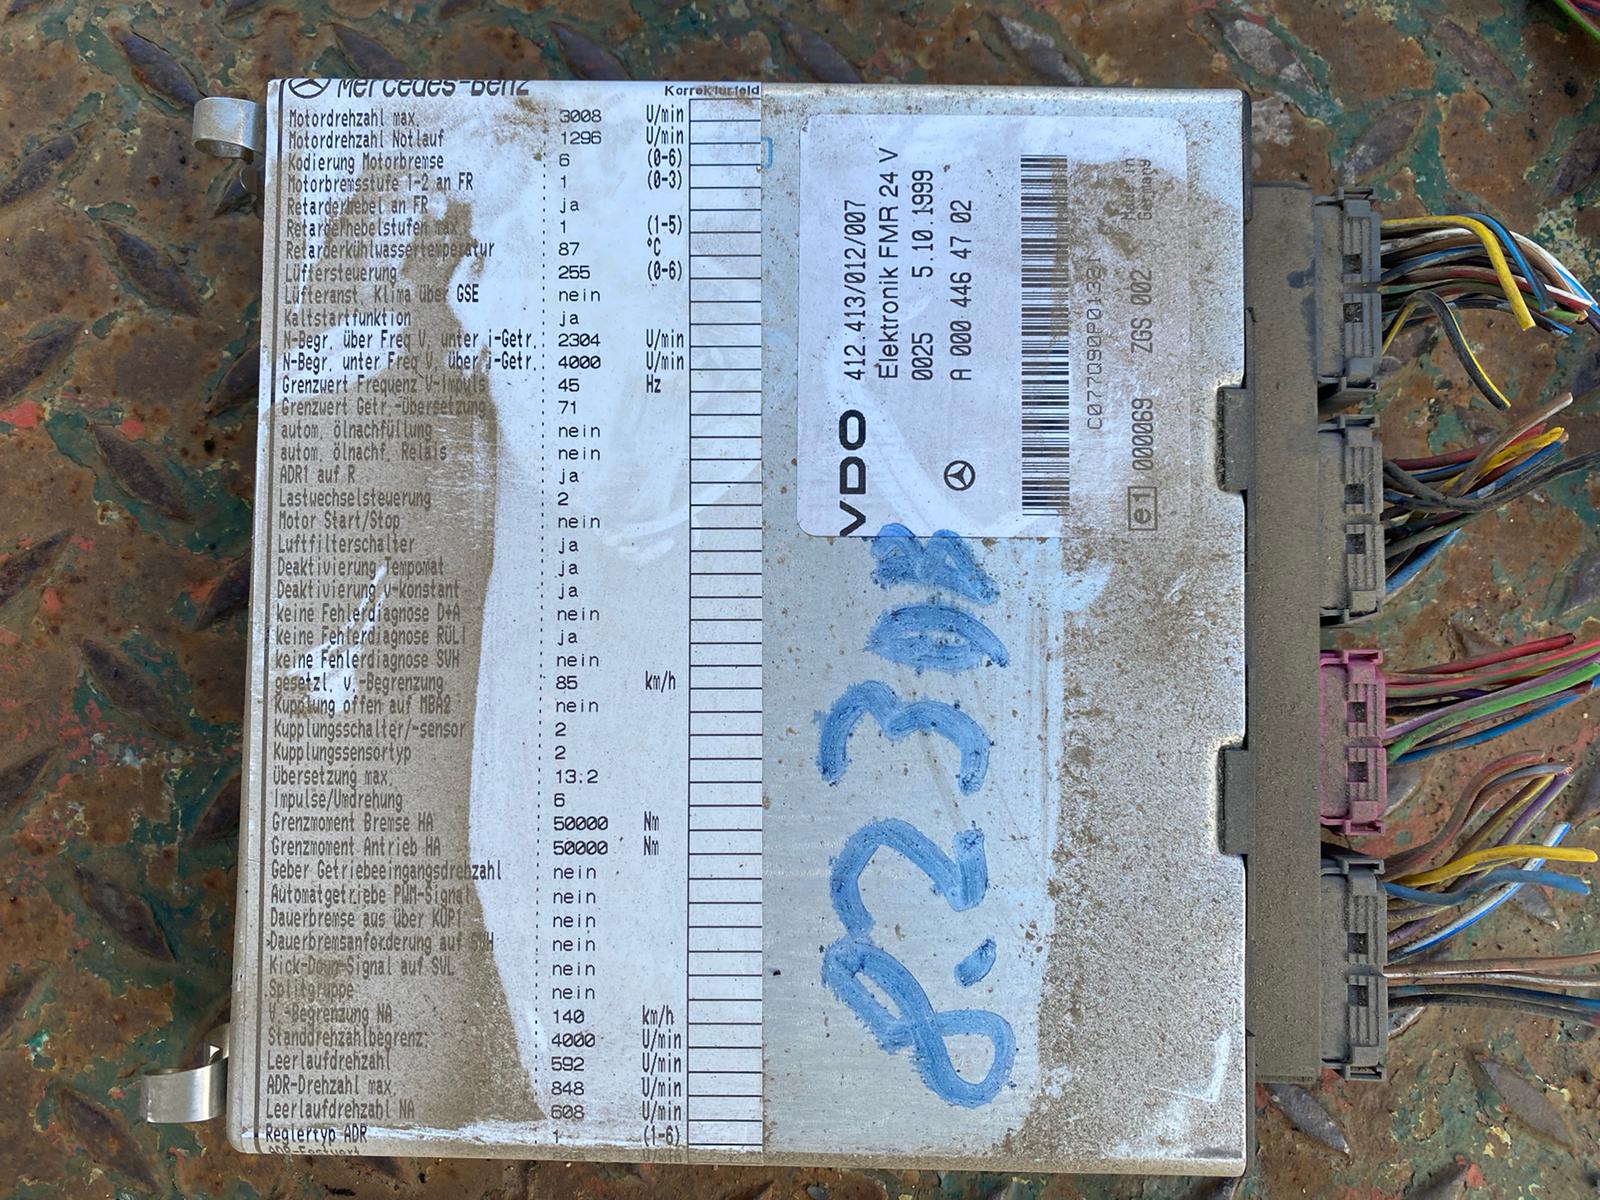 Mercedes-Benz
Korrekturfeld
Motordrehzahl max. 3008 U/min
Motordrehzahl Notlauf 1296 U/min
Kodierung Motorbremse 6 (0-6)
Motorbremsstufe 1-2 an FR 1 (0-3)
Retarderhebel an FR ja
Retarderhebelstufen max. 1 (1-5)
Retarderkühlwassertemperatur 87 °C
Lüftersteuerung 255 (0-6)
Lüfteranst. Klima über GSE nein
Kaltstartfunktion ja
N-Begr. über Freq V, unter i-Getr. 2304 U/min
N-Begr. unter Freq V, über i-Getr. 4000 U/min
Grenzwert Frequenz V-Impuls 45 Hz
Grenzwert Getr.-Übersetzung 71
autom. ölnachfüllung nein
autom. ölnachf. Relais nein
ADR1 auf R ja
Lastwechselsteuerung 2
Motor Start/Stop nein
Luftfilterschalter ja
Deaktivierung Tempomat ja
Deaktivierung v-konstant ja
keine Fehlerdiagnose D+A nein
keine Fehlerdiagnose RÜL1 ja
keine Fehlerdiagnose SVH nein
gesetzl. v.-Begrenzung 85 km/h
Kupplung offen auf MBA2 nein
Kupplungsschalter/-sensor 2
Kupplungssensortyp 2
Übersetzung max. 13.2
Impulse/Umdrehung 6
Grenzmoment Bremse HA 50000 Nm
Grenzmoment Antrieb HA 50000 Nm
Geber Getriebeeingangsdrehzahl nein
Automatgetriebe PWM-Signal nein
Dauerbremse aus über KUP1 nein
Dauerbremsanforderung auf SVH nein
Kick-Down-Signal auf SVL nein
Splitgruppe nein
V.-Begrenzung NA 140 km/h
Standdrehzahlbegrenz. 4000 U/min
Leerlaufdrehzahl 592 U/min
ADR-Drehzahl max. 848 U/min
Leerlaufdrehzahl NA 608 U/min
Reglertyp ADR 1 (1-6)
ADR-Festwert U/min
VDO 412.413/012/007
Elektronik FMR 24 V
0025 5.10.1999
A 000 446 47 02
Made in
Germany
e1 000069 ZGS 002